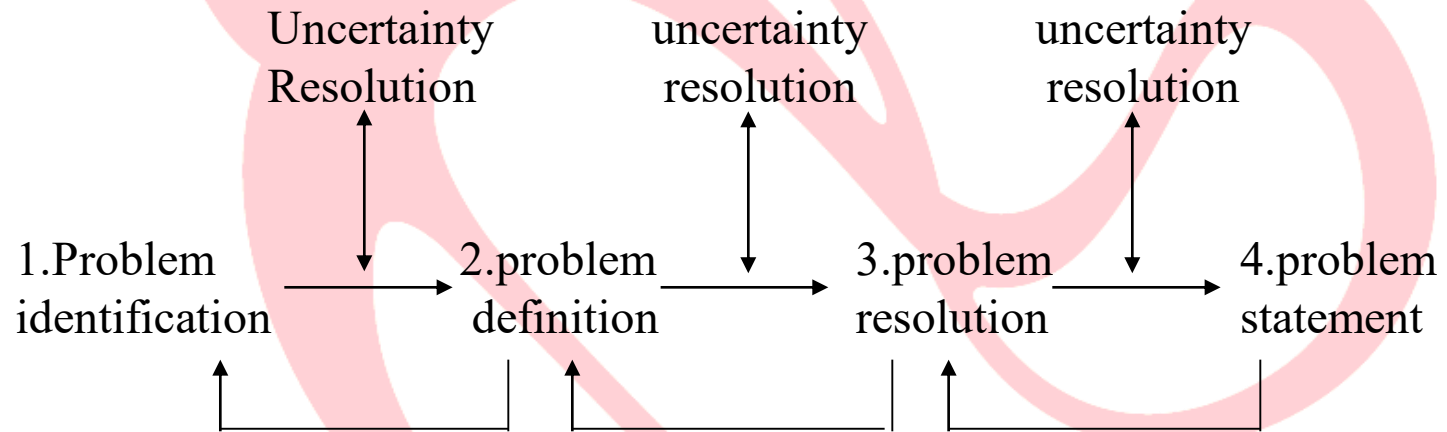 Uncertainty
Resolution
uncertainty
resolution
uncertainty
resolution
1.Problem
identification
2.problem
definition
3.problem
resolution
4.problem
statement